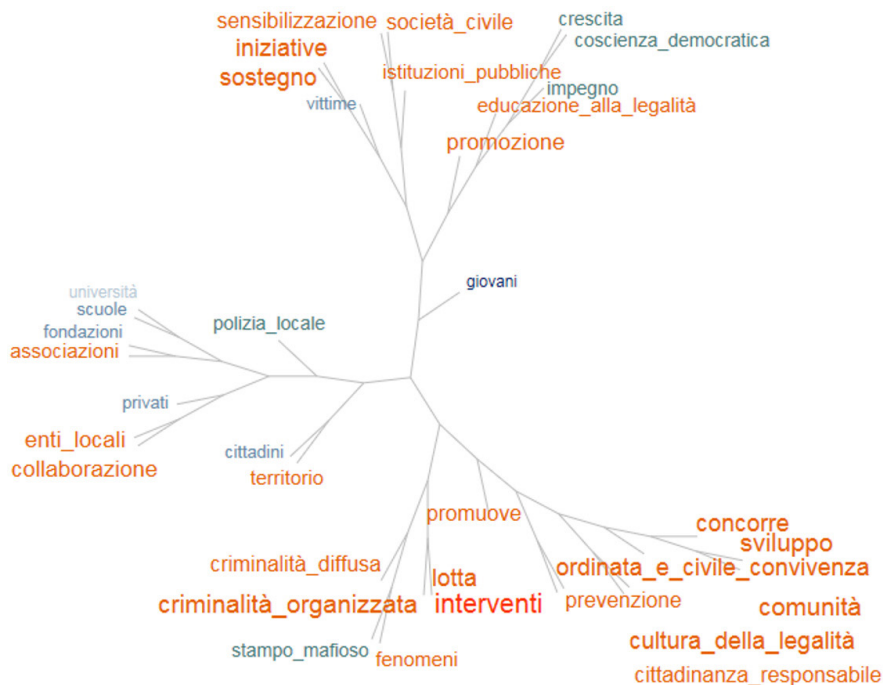 sensibilizzazione
società_civile
crescita
coscienza_democratica
iniziative
sostegno
istituzioni_pubbliche
impegno
vittime
educazione_alla_legalità
promozione
giovani
università
scuole
fondazioni
associazioni
polizia_locale
privati
enti_locali
collaborazione
cittadini
territorio
promuove
concorre
sviluppo
criminalità_diffusa
lotta
ordinata_e_civile_convivenza
criminalità_organizzata
interventi
prevenzione
comunità
stampo_mafioso
fenomeni
cultura_della_legalità
cittadinanza_responsabile